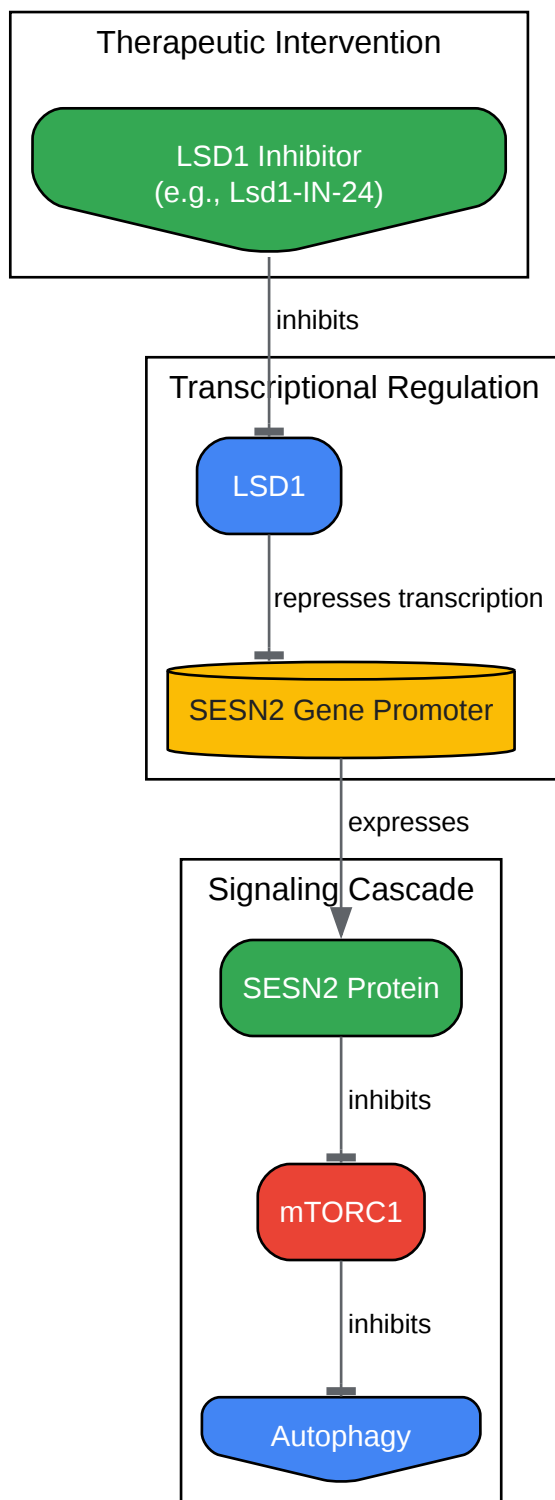 Therapeutic Intervention
LSD1 Inhibitor
(e.g., Lsd1-IN-24)
inhibits
Transcriptional Regulation
LSD1
represses transcription
SESN2 Gene Promoter
expresses
Signaling Cascade
SESN2 Protein
inhibits
mTORC1
inhibits
Autophagy